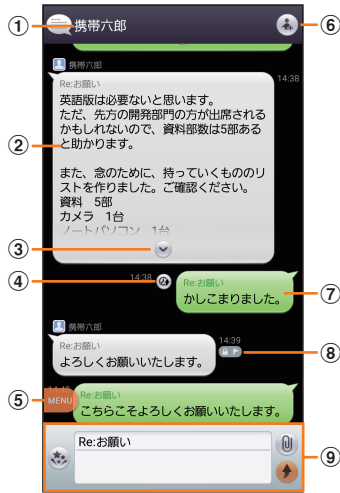 ① 携帯六郎 ⑥
携帯六郎
14:38
Re:お願い
英語版は必要ないと思います。
ただ、先方の開発部門の方が出席される
かもしれないので、資料部数は5部ある
と助かります。
②
また、念のために、持っていくもののリ
ストを作りました。ご確認ください。
資料　5部
カメラ　1台
ノートパソコン　1台
③
④ 14:38
Re:お願い
かしこまりました。 ⑦
携帯六郎
14:39
Re:お願い
よろしくお願いいたします。 ⑧
⑤ MENU
Re:お願い
こちらこそよろしくお願いいたします。
Re:お願い
⑨